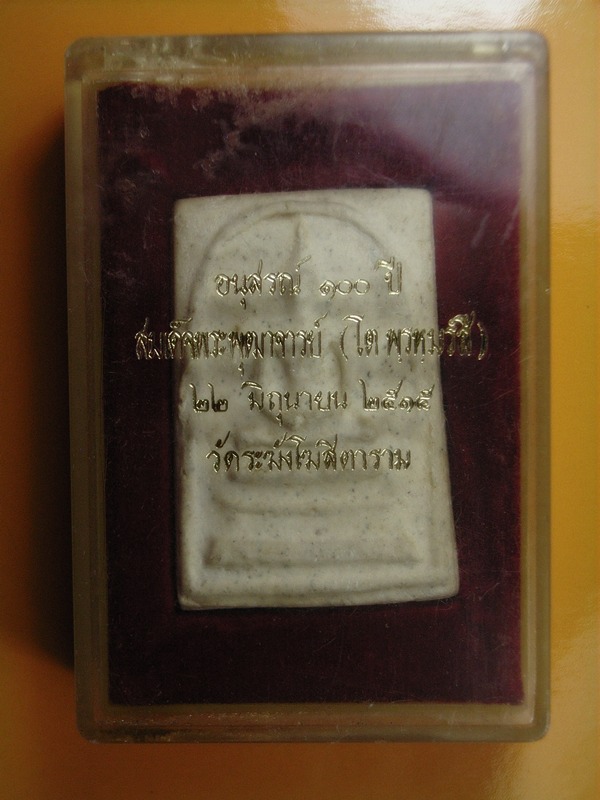 อนุสรณ์ ๑๐๐ ปี
สมเด็จพระพุฒาจารย์ (โต พฺรหฺมรํสี)
๒๒ มิถุนายน ๒๕๑๕
วัดระฆังโฆสิตาราม